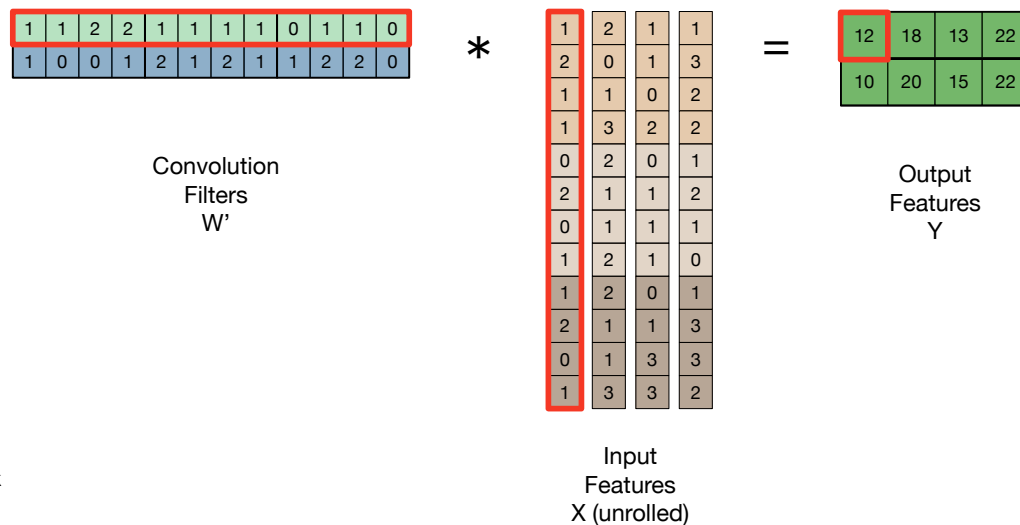 1 1 2 2 1 1 1 1 0 1 1 0
1 0 0 1 2 1 2 1 1 2 2 0
*
1 2 1 1
2 0 1 3
1 1 0 2
1 3 2 2
0 2 0 1
2 1 1 2
0 1 1 1
1 2 1 0
1 2 0 1
2 1 1 3
0 1 3 3
1 3 3 2
=
12 18 13 22
10 20 15 22
Convolution
Filters
W’
Input
Features
X (unrolled)
Output
Features
Y